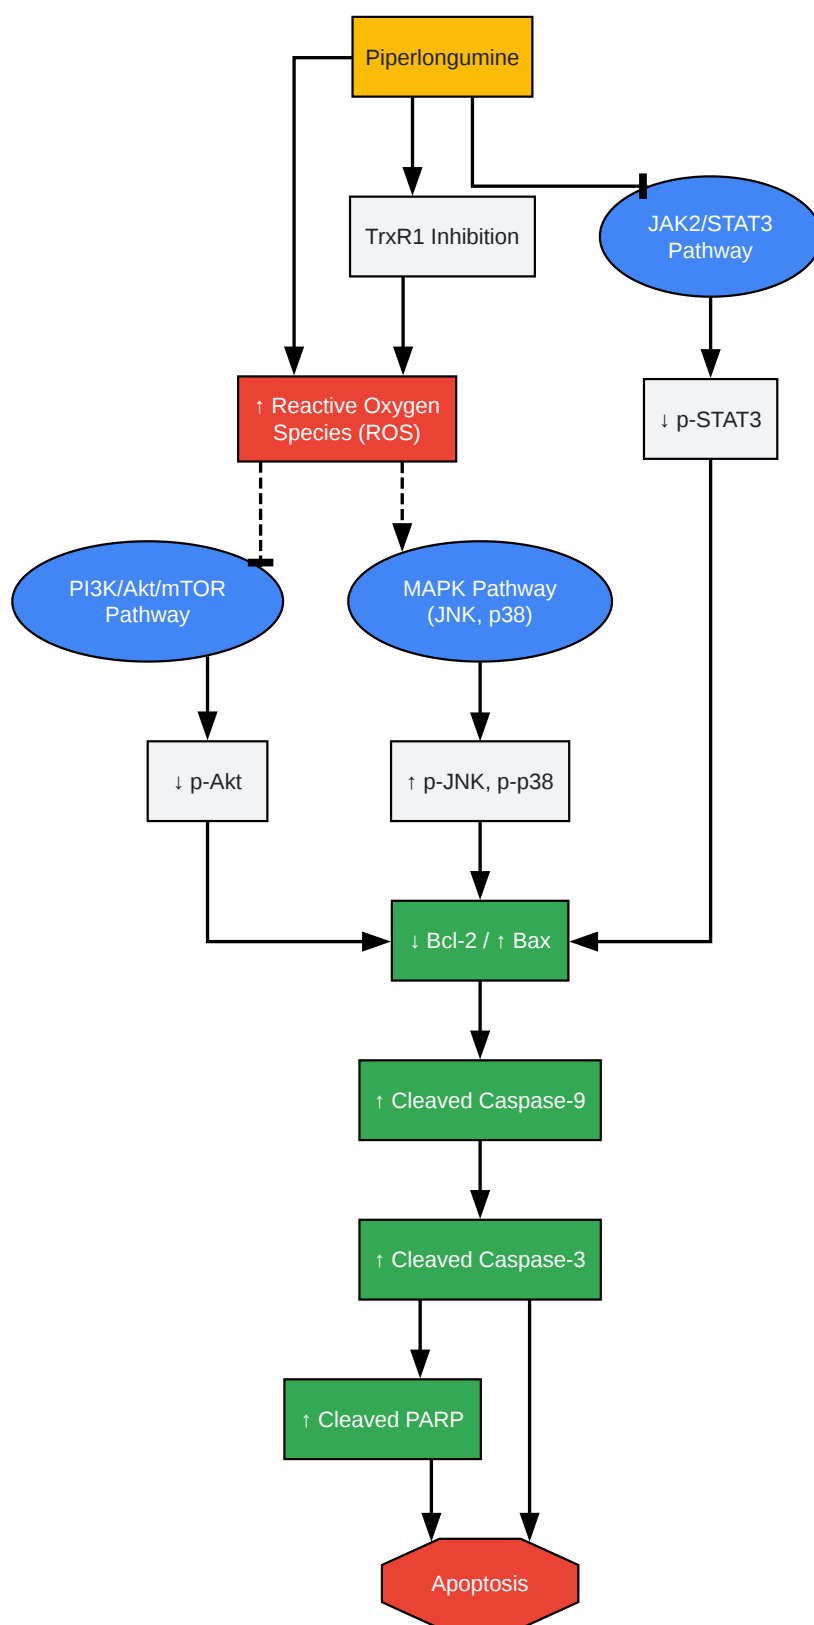 Piperlongumine
TrxR1 Inhibition
JAK2/STAT3
Pathway
↑ Reactive Oxygen
Species (ROS)
↓ p-STAT3
PI3K/Akt/mTOR
Pathway
MAPK Pathway
(JNK, p38)
↓ p-Akt
↑ p-JNK, p-p38
↓ Bcl-2 / ↑ Bax
↑ Cleaved Caspase-9
↑ Cleaved Caspase-3
↑ Cleaved PARP
Apoptosis